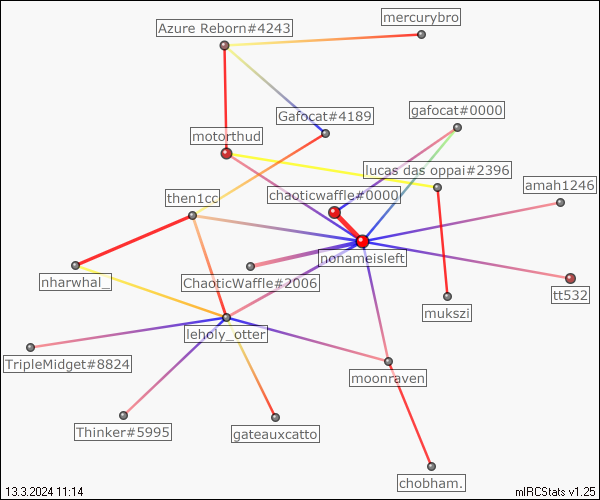 mercurybro
Azure Reborn#4243
gafocat#0000
Gafocat#4189
motorthud
lucas das oppai#2396
amah1246
chaoticwaffle#0000
then1cc
nonameisleft
nharwhal_
ChaoticWaffle#2006
tt532
mukszi
leholy_otter
TripleMidget#8824
moonraven
Thinker#5995
gateauxcatto
chobham.
13.3.2024 11:14
mIRCStats v1.25